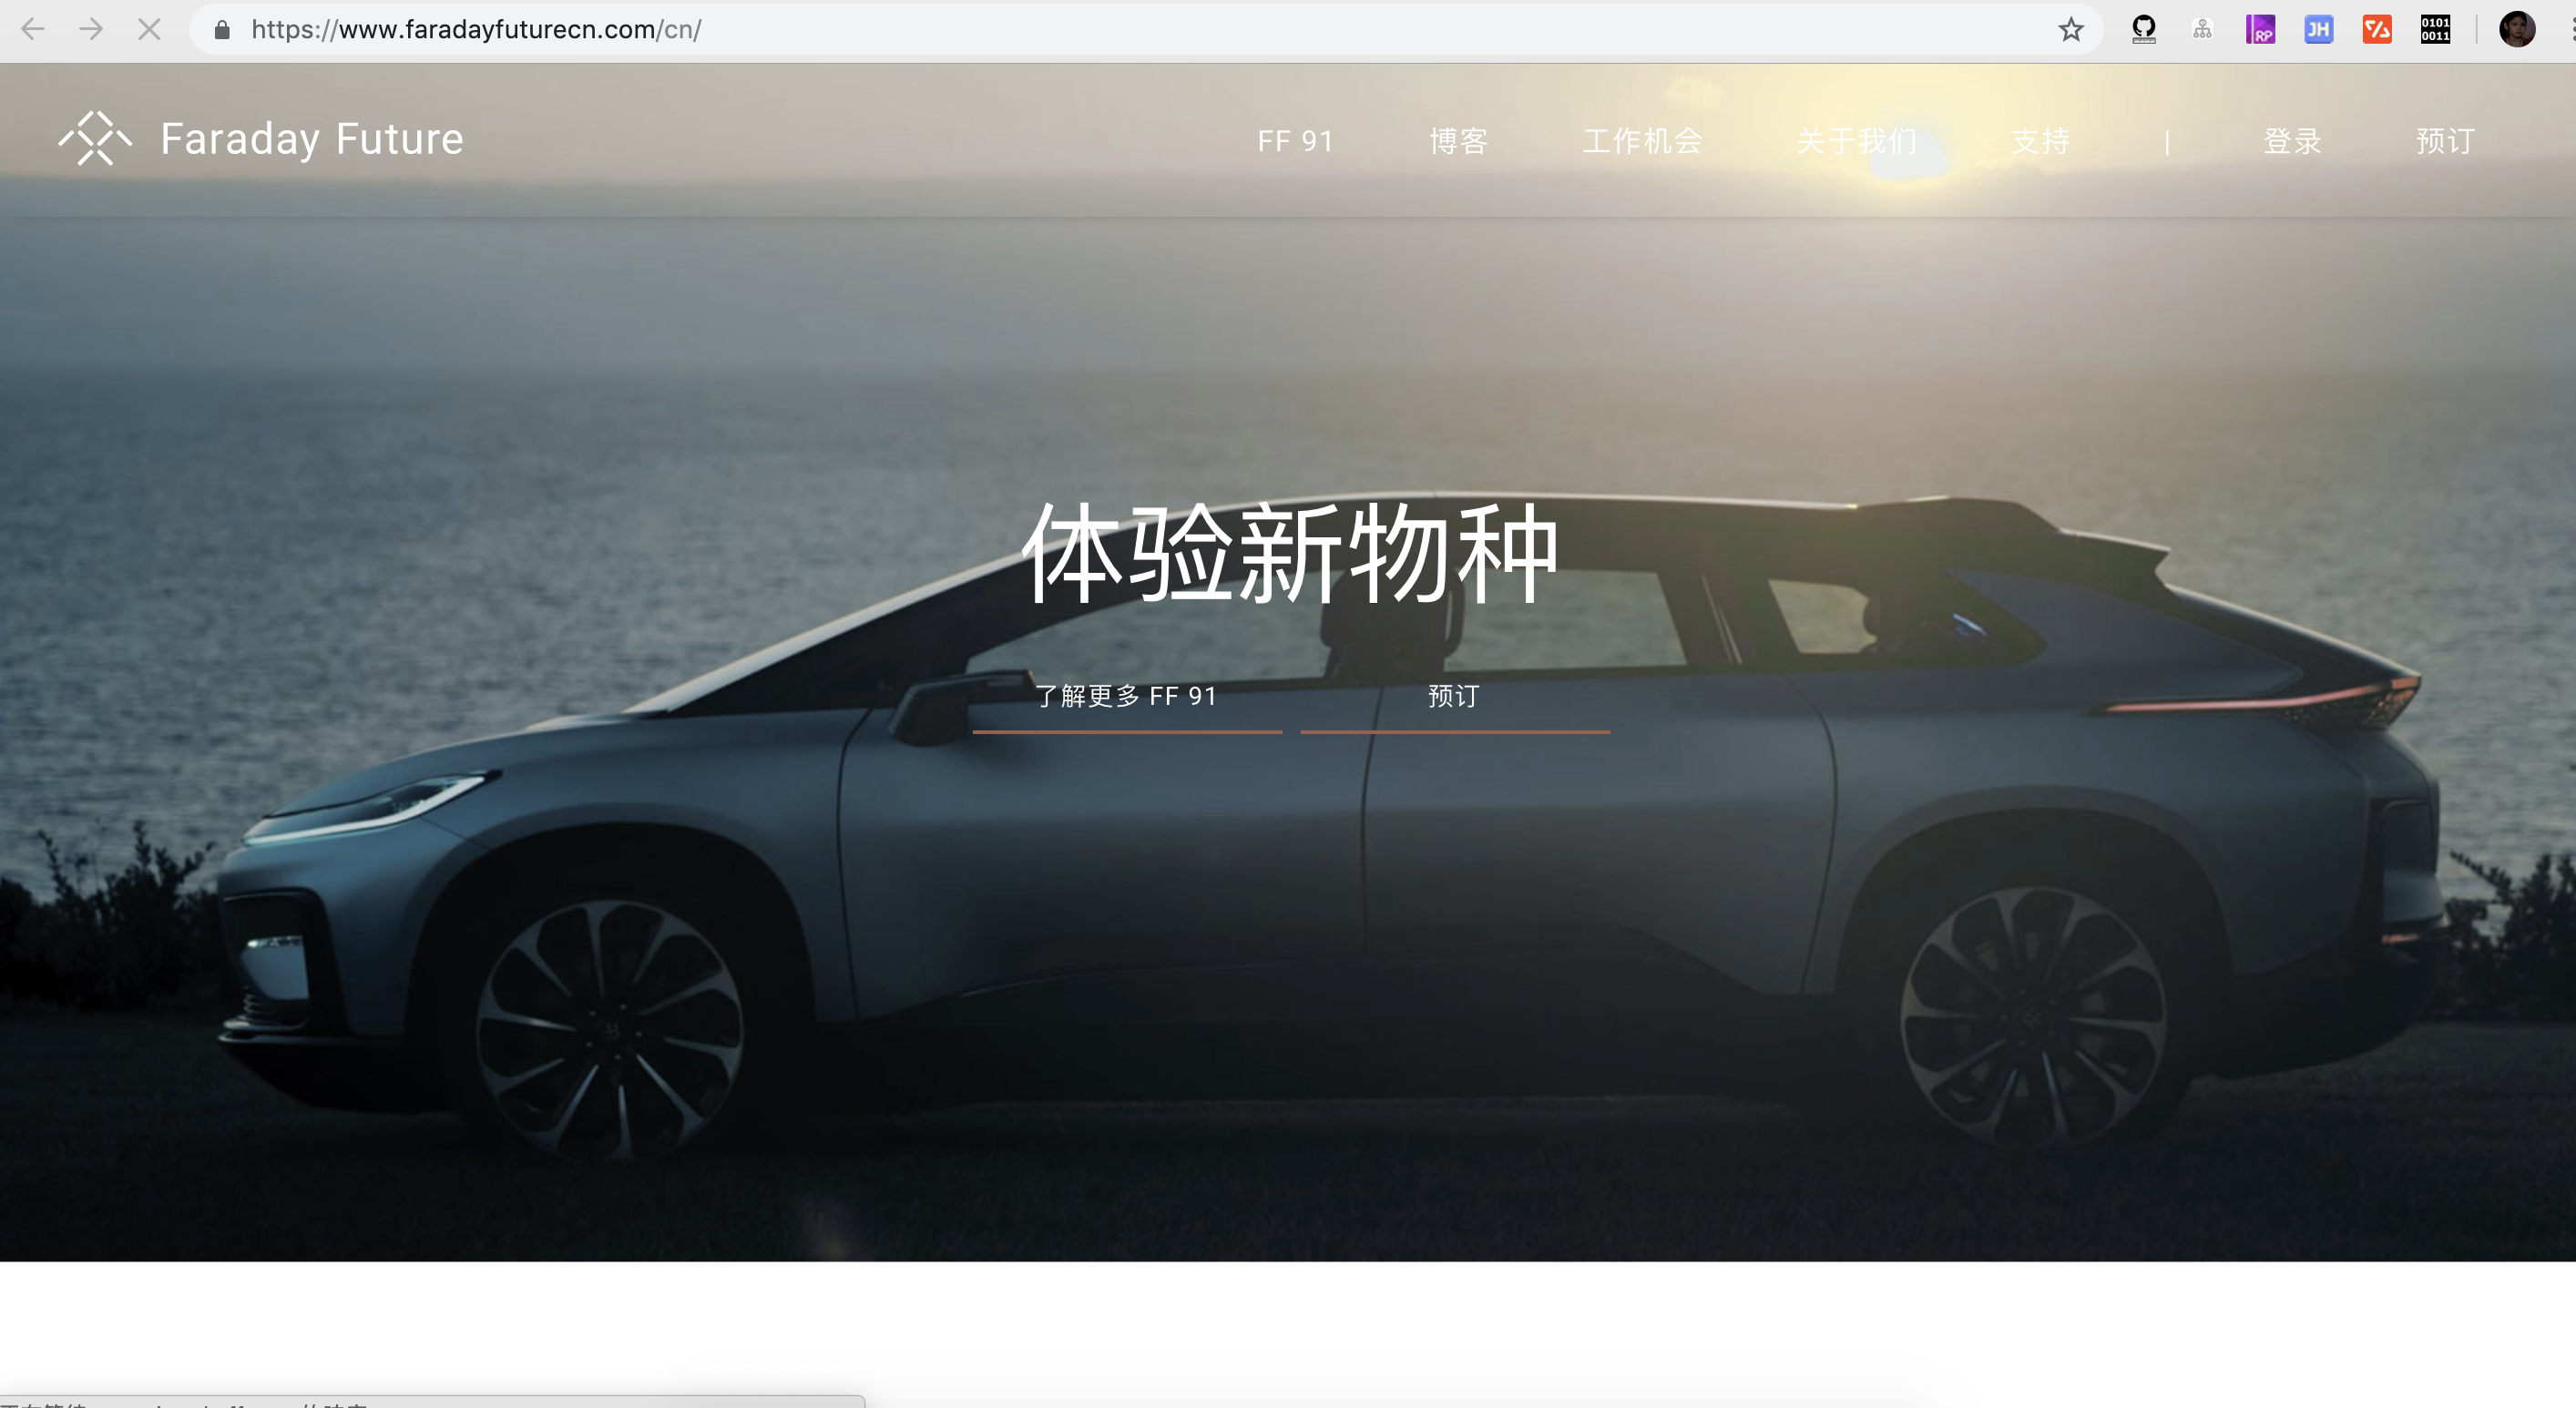 https://www.faradayfuturecn.com/cn/
RP
JH
0101
0011
Faraday Future
FF 91 博客 工作机会 关于我们 支持 | 登录 预订
体验新物种
了解更多 FF 91 预订